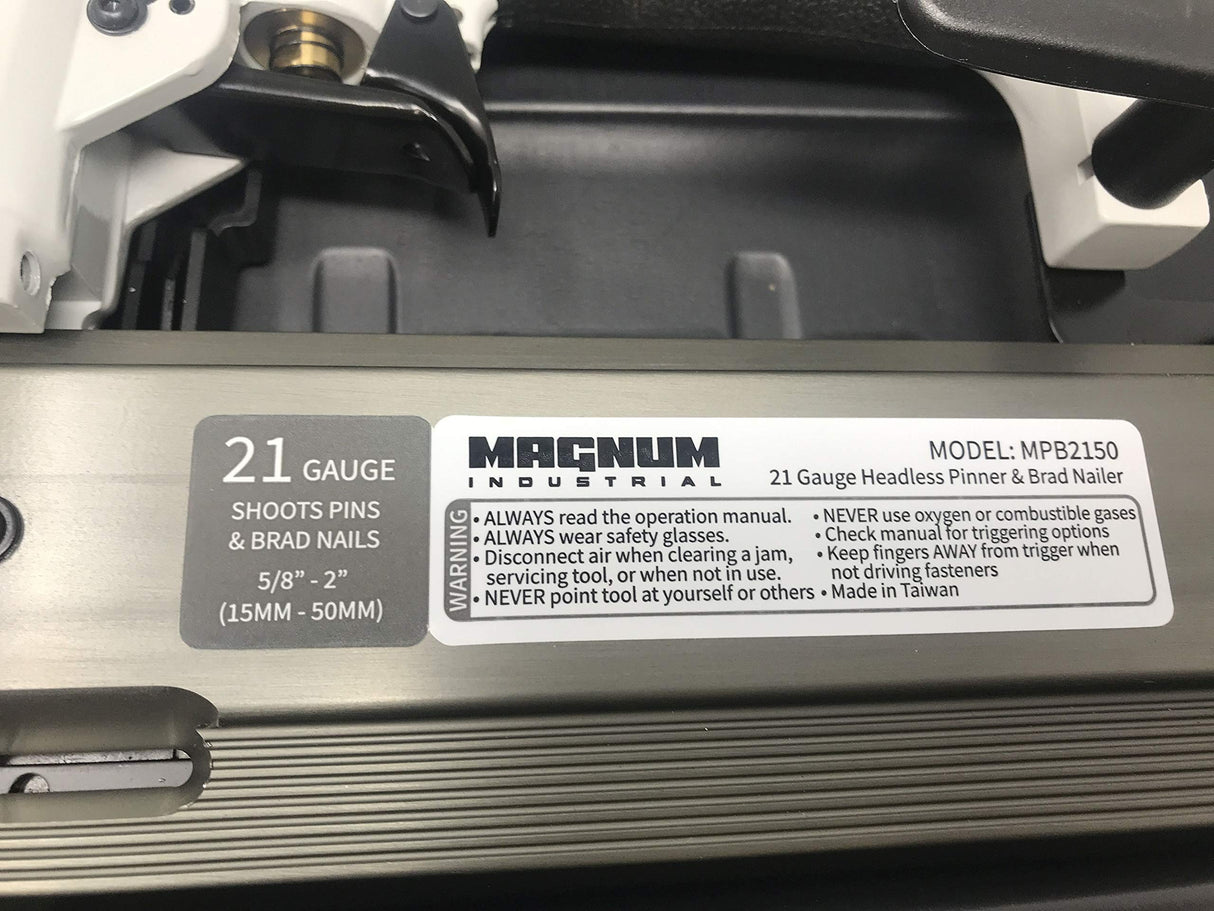 21 GAUGE
SHOOTS PINS
& BRAD NAILS
5/8” - 2”
(15MM - 50MM)
MAGNUM
INDUSTRIAL
MODEL: MPB2150
21 Gauge Headless Pinner & Brad Nailer
WARNING
• ALWAYS read the operation manual.
• ALWAYS wear safety glasses.
• Disconnect air when clearing a jam,
servicing tool, or when not in use.
• NEVER point tool at yourself or others
• NEVER use oxygen or combustible gases
• Check manual for triggering options
• Keep fingers AWAY from trigger when
not driving fasteners
• Made in Taiwan